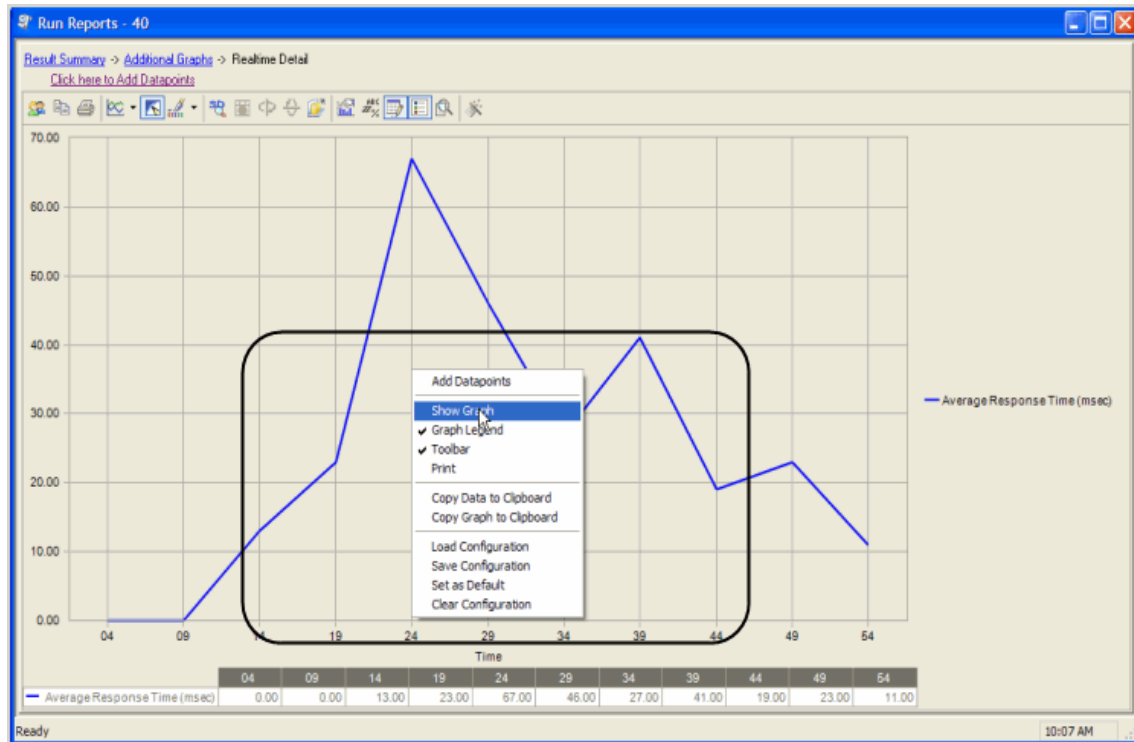 Run Reports - 40
Result Summary -> Additional Graphs -> Realtime Detail
Click here to Add Datapoints
70.00
60.00
50.00
40.00
30.00
20.00
10.00
0.00
Average Response Time (msec)
Add Datapoints
Show Graph
Graph Legend
Toolbar
Print
Copy Data to Clipboard
Copy Graph to Clipboard
Load Configuration
Save Configuration
Set as Default
Clear Configuration
04 09 14 19 24 29 34 39 44 49 54
Time
04 09 14 19 24 29 34 39 44 49 54
Average Response Time (msec) 0.00 0.00 13.00 23.00 67.00 46.00 27.00 41.00 19.00 23.00 11.00
Ready 10:07 AM